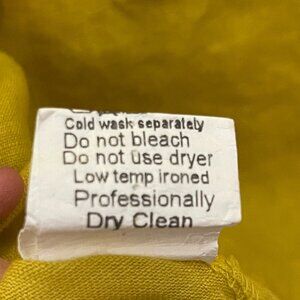 Cold wash separately
Do not bleach
Do not use dryer
Low temp ironed
Professionally
Dry Clean